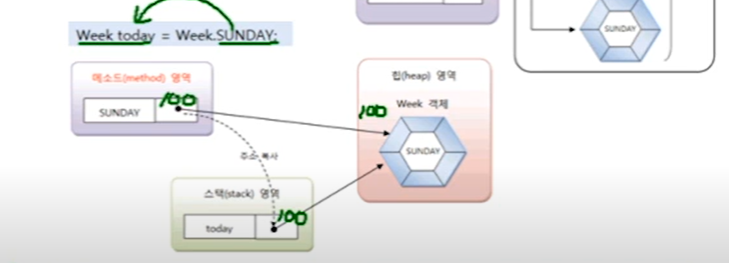 SUNDAY
Week today = Week.SUNDAY;
메소드(method) 영역
SUNDAY
100
힙(heap) 영역
100
Week 객체
SUNDAY
주소 복사
스택(stack) 영역
today
100